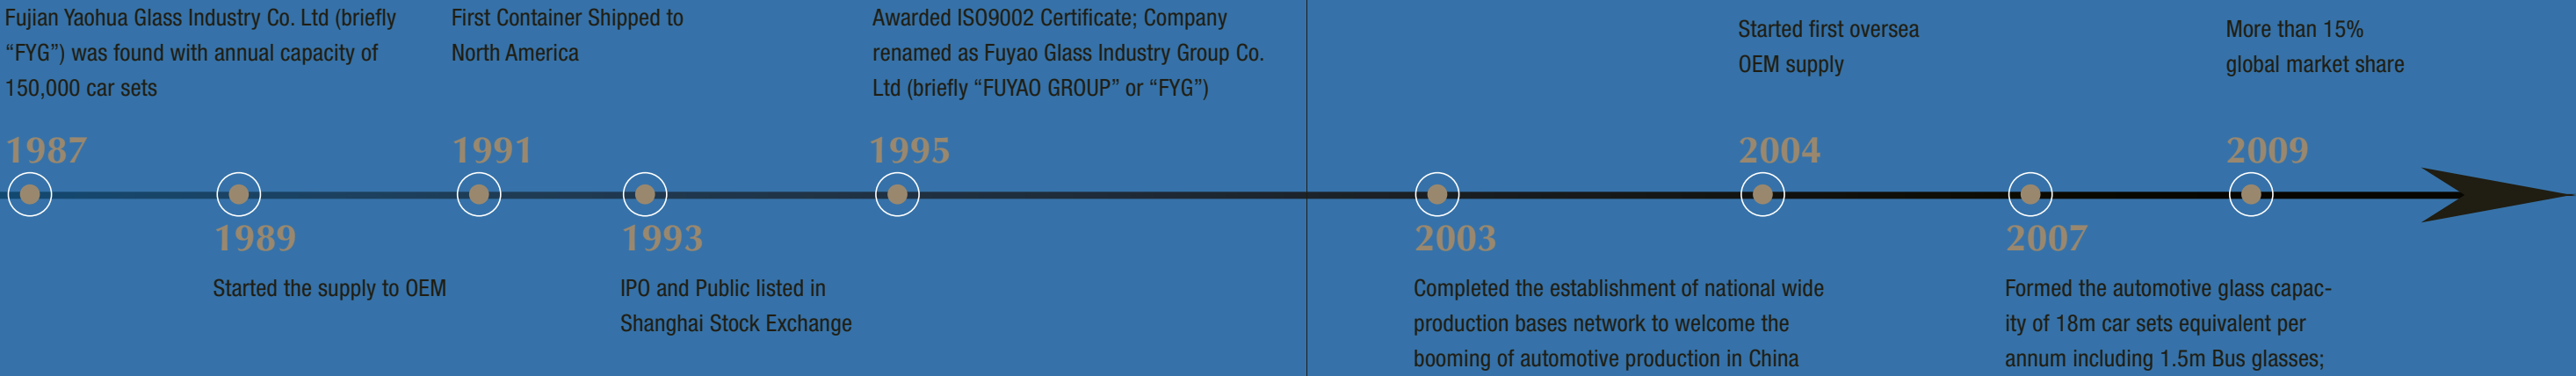 Fujian Yaohua Glass Industry Co. Ltd (briefly
“FYG”) was found with annual capacity of
150,000 car sets
1987
1989
Started the supply to OEM
First Container Shipped to
North America
1991
1993
IPO and Public listed in
Shanghai Stock Exchange
Awarded ISO9002 Certificate; Company
renamed as Fuyao Glass Industry Group Co.
Ltd (briefly “FUYAO GROUP” or “FYG”)
1995
2003
Completed the establishment of national wide
production bases network to welcome the
booming of automotive production in China
Started first oversea
OEM supply
2004
2007
Formed the automotive glass capac-
ity of 18m car sets equivalent per
annum including 1.5m Bus glasses;
More than 15%
global market share
2009